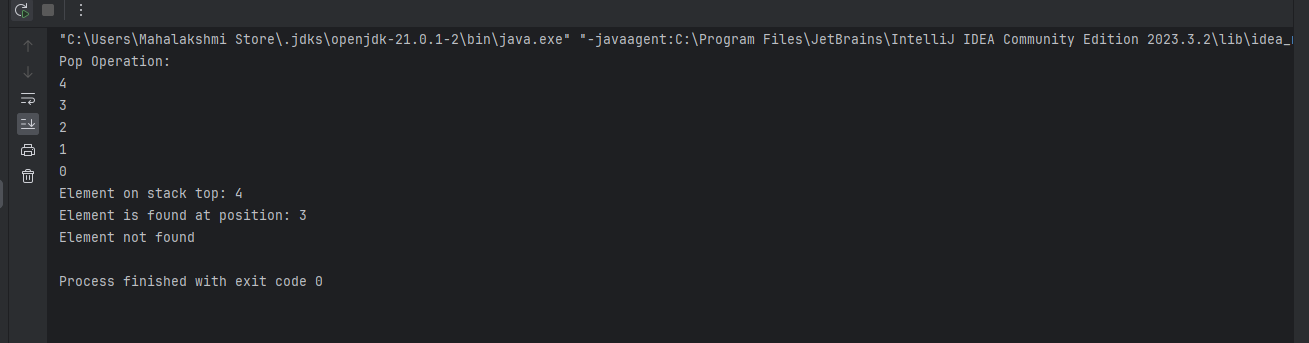 "C:\Users\Mahalakshmi Store\.jdks\openjdk-21.0.1-2\bin\java.exe" "-javaagent:C:\Program Files\JetBrains\IntelliJ IDEA Community Edition 2023.3.2\lib\idea_
Pop Operation:
4
3
2
1
0
Element on stack top: 4
Element is found at position: 3
Element not found
Process finished with exit code 0